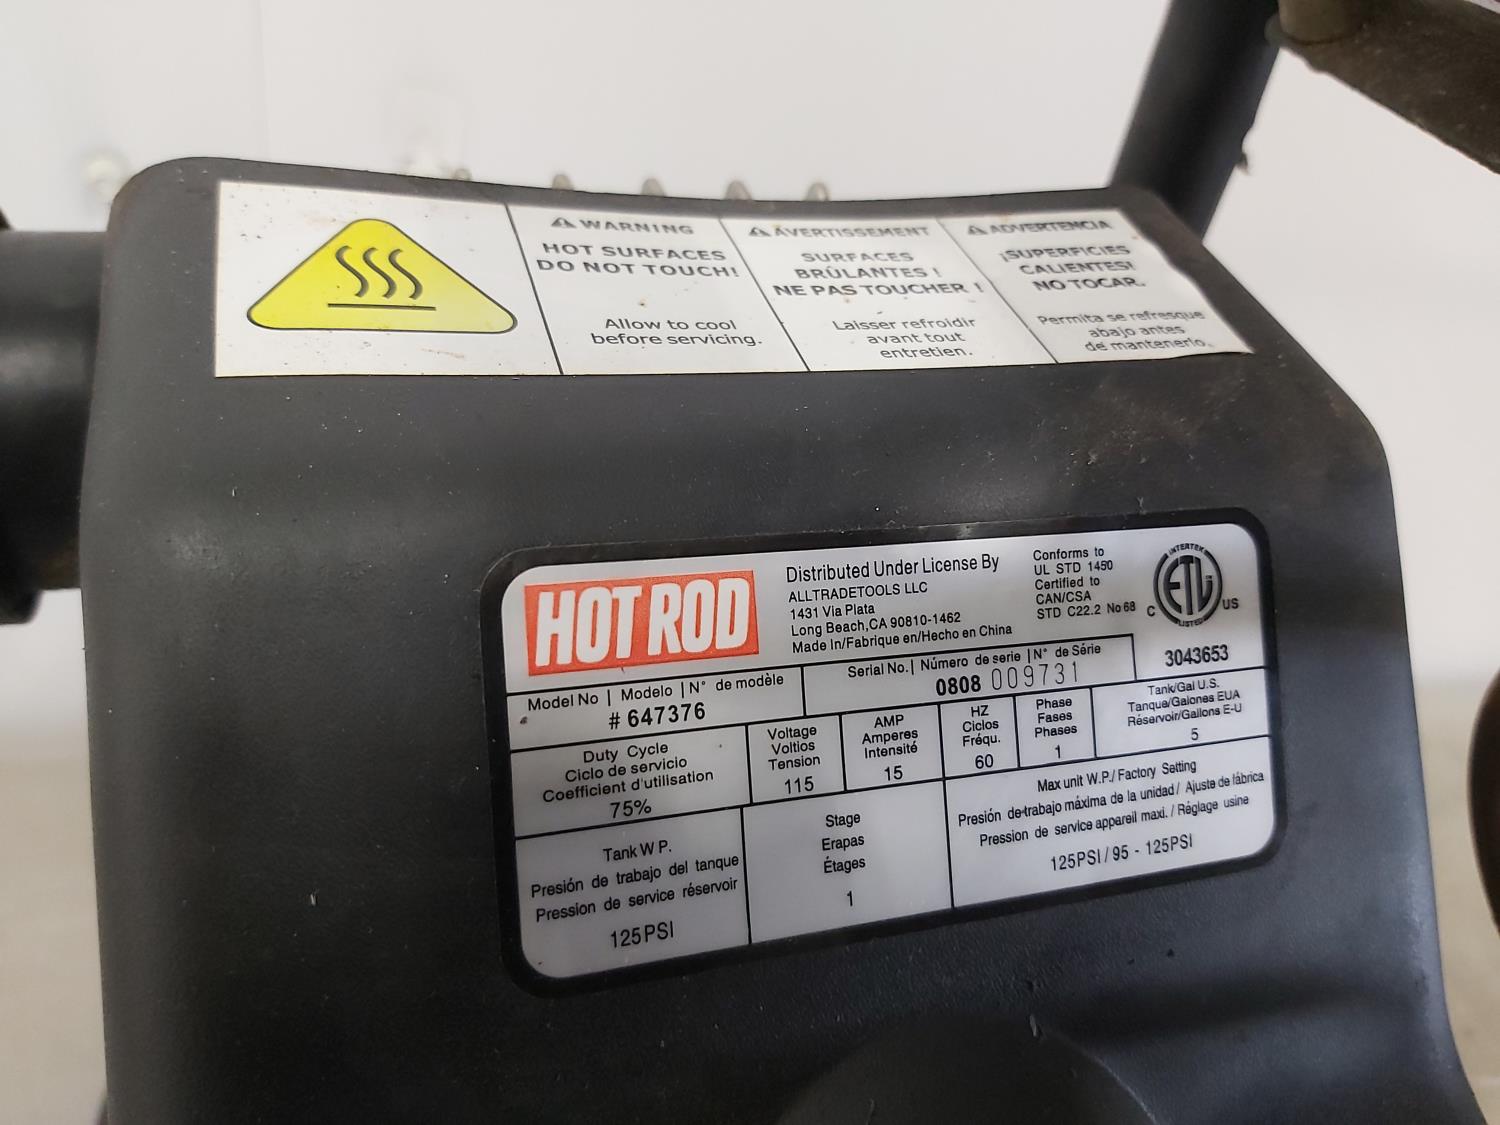 WARNING
HOT SURFACES
DO NOT TOUCH!
Allow to cool
before servicing.
AVERTISSEMENT
SURFACES
BRÛLANTES !
NE PAS TOUCHER !
Laisser refroidir
avant tout
entretien.
ADVERTENCIA
¡SUPERFICIES
CALIENTES!
NO TOCAR.
Permita se refresque
abajo antes
de mantenerlo.
HOT ROD
Distributed Under License By
ALLTRADETOOLS LLC
1431 Via Plata
Long Beach,CA 90810-1462
Made In/Fabrique en/Hecho en China
Conforms to
UL STD 1450
Certified to
CAN/CSA
STD C22.2 No 68
INTERTEK
ETL
C US
LISTED
3043653
Model No | Modelo | N° de modèle
# 647376
Serial No.| Número de serie | N° de Série
0808 009731
Duty Cycle
Ciclo de servicio
Coefficient d'utilisation
75%
Voltage
Voltios
Tension
115
AMP
Amperes
Intensité
15
HZ
Ciclos
Fréqu.
60
Phase
Fases
Phases
1
Tank/Gal U.S.
Tanque/Galones EUA
Réservoir/Gallons E-U
5
Tank W P.
Presión de trabajo del tanque
Pression de service réservoir
125PSI
Stage
Erapas
Étages
1
Max unit W.P./ Factory Setting
Presión de trabajo máxima de la unidad / Ajuste de fábrica
Pression de service appareil maxi. / Réglage usine
125PSI / 95 - 125PSI